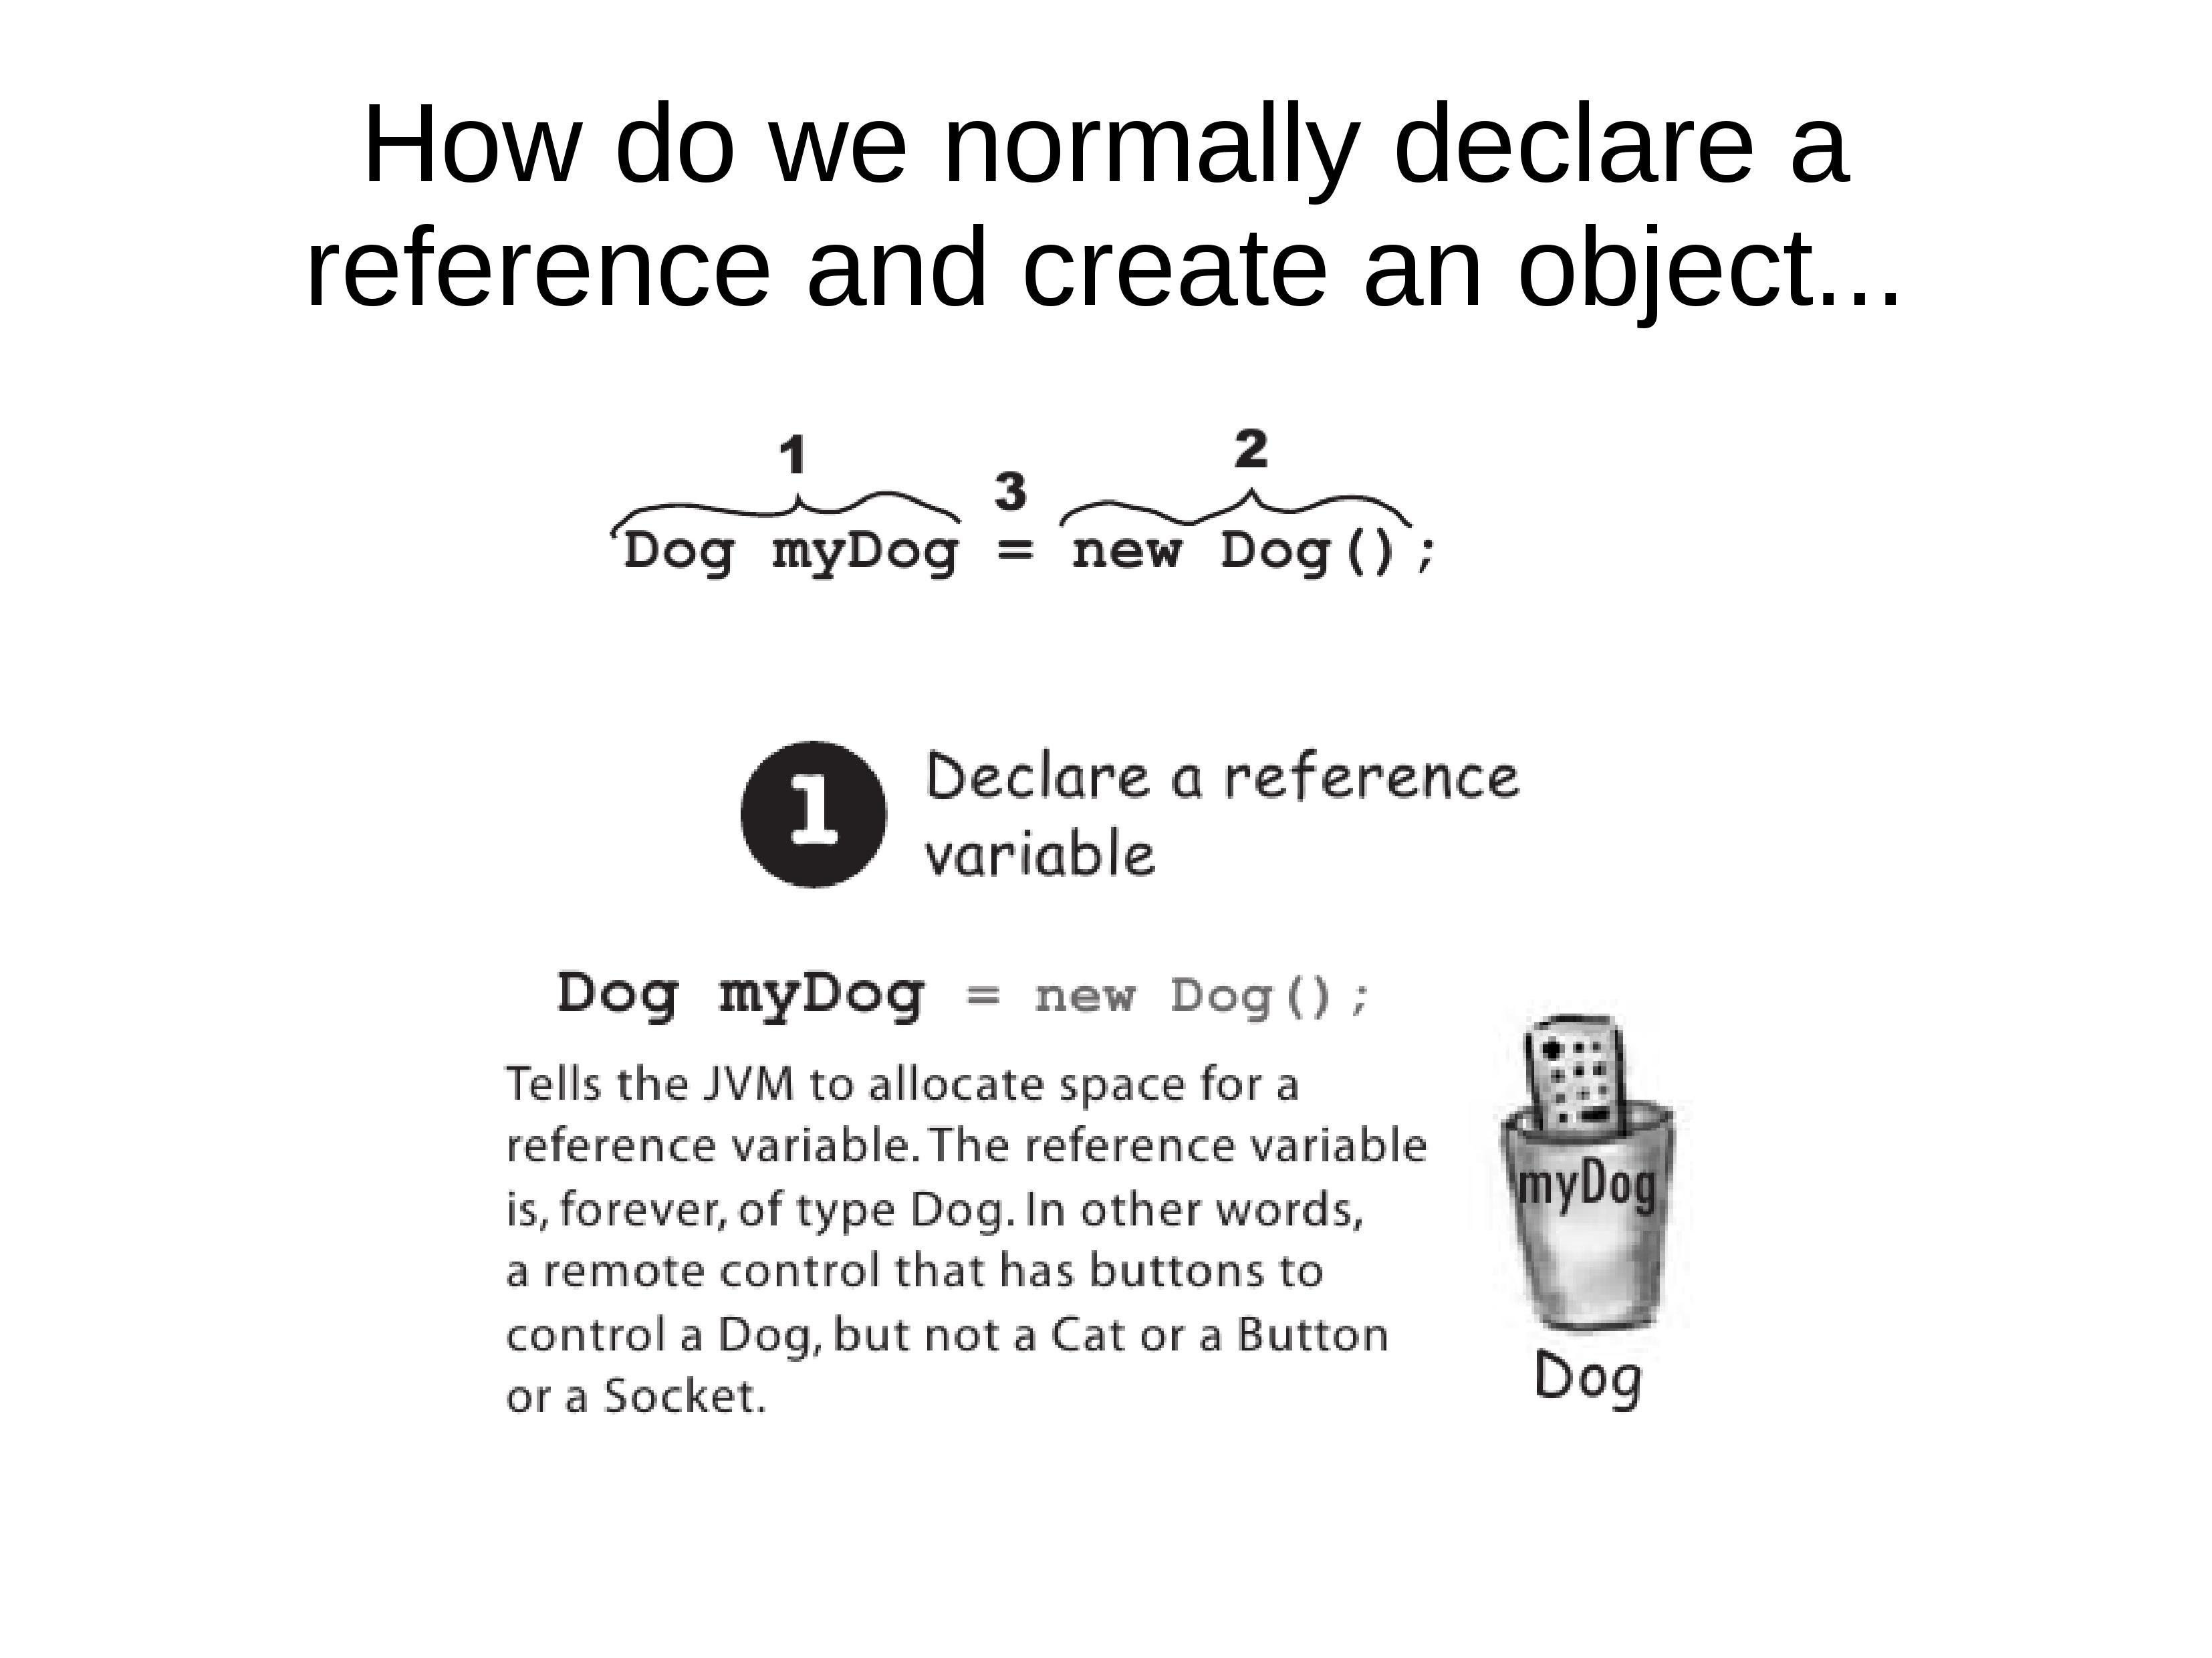 How do we normally declare a
reference and create an object...
1 3 2
Dog myDog = new Dog();
1 Declare a reference
variable
Dog myDog = new Dog();
Tells the JVM to allocate space for a
reference variable. The reference variable
is, forever, of type Dog. In other words,
a remote control that has buttons to
control a Dog, but not a Cat or a Button
or a Socket.
myDog
Dog